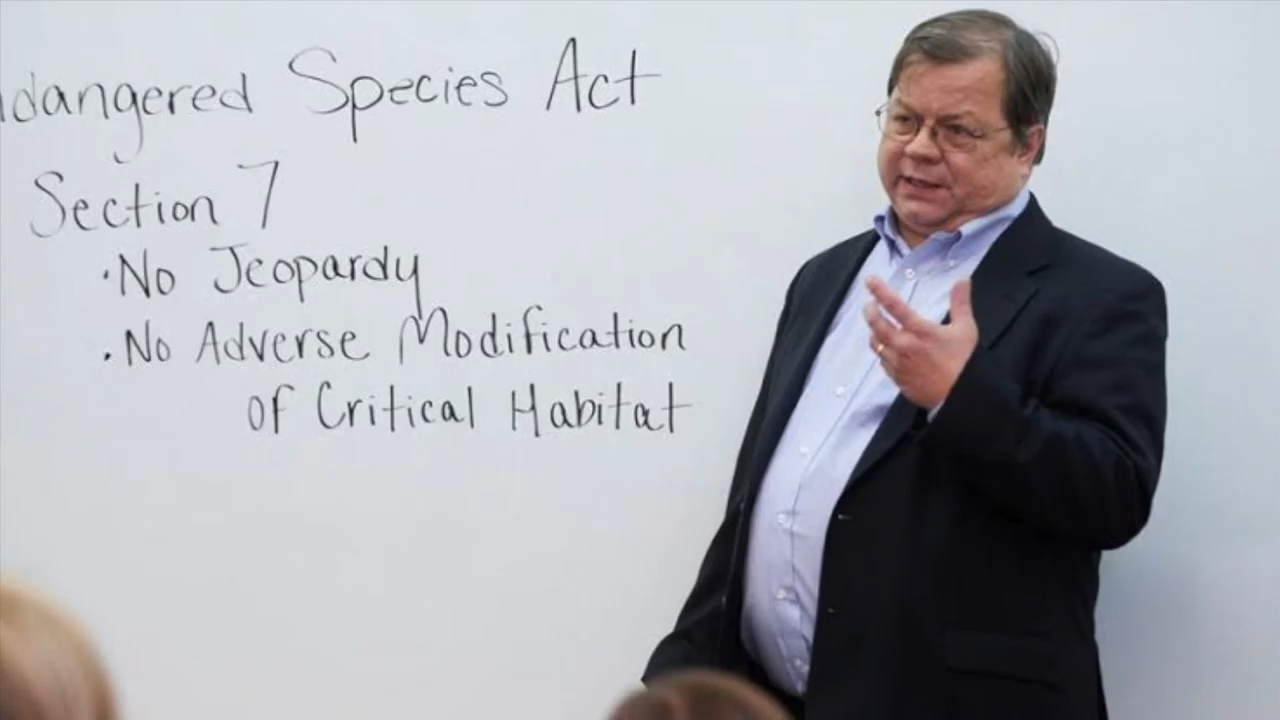 ndangered Species Act
Section 7
· No Jeopardy
· No Adverse Modification
of Critical Habitat